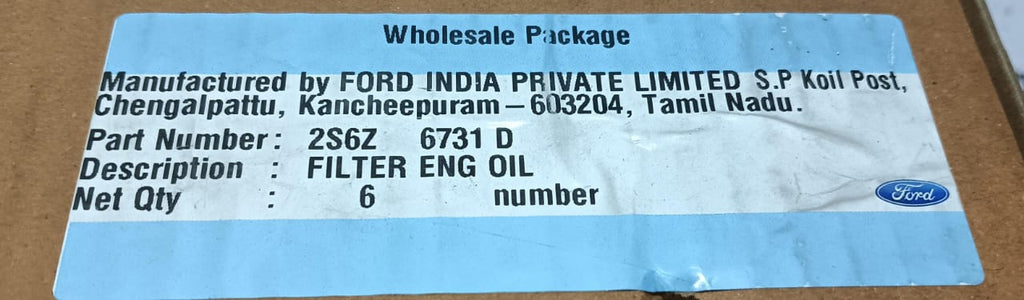 Wholesale Package
Manufactured by FORD INDIA PRIVATE LIMITED S.P Koil Post,
Chengalpattu, Kancheepuram – 603204, Tamil Nadu.
Part Number : 2S6Z 6731 D
Description : FILTER ENG OIL
Net Qty : 6 number
Ford